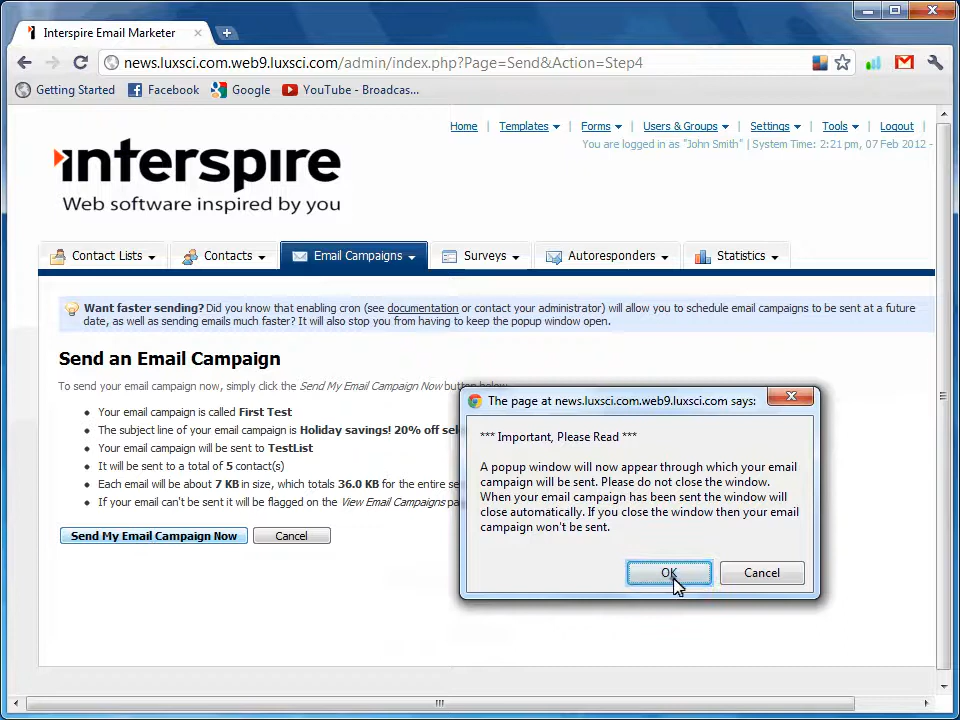 Interspire Email Marketer
news.luxsci.com.web9.luxsci.com/admin/index.php?Page=Send&Action=Step4
Getting Started Facebook Google YouTube - Broadcas...
Home Templates Forms Users & Groups Settings Tools Logout
You are logged in as "John Smith" | System Time: 2:21 pm, 07 Feb 2012 -
interspire
Web software inspired by you
Contact Lists Contacts Email Campaigns Surveys Autoresponders Statistics
Want faster sending? Did you know that enabling cron (see documentation or contact your administrator) will allow you to schedule email campaigns to be sent at a future
date, as well as sending emails much faster? It will also stop you from having to keep the popup window open.
Send an Email Campaign
To send your email campaign now, simply click the Send My Email Campaign Now button below.
Your email campaign is called First Test
The subject line of your email campaign is Holiday savings! 20% off sel
Your email campaign will be sent to TestList
It will be sent to a total of 5 contact(s)
Each email will be about 7 KB in size, which totals 36.0 KB for the entire se
If your email can't be sent it will be flagged on the View Email Campaigns pa
Send My Email Campaign Now Cancel
The page at news.luxsci.com.web9.luxsci.com says:
*** Important, Please Read ***
A popup window will now appear through which your email
campaign will be sent. Please do not close the window.
When your email campaign has been sent the window will
close automatically. If you close the window then your email
campaign won't be sent.
OK Cancel